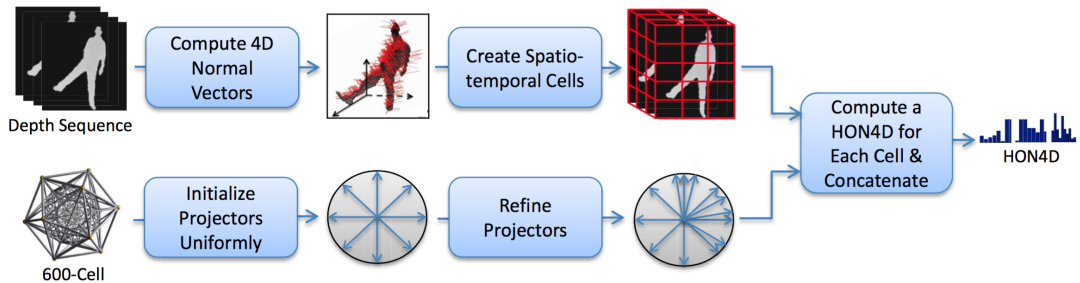 Depth Sequence
Compute 4D
Normal
Vectors
Create Spatio-
temporal Cells
Compute a
HON4D for
Each Cell &
Concatenate
HON4D
600-Cell
Initialize
Projectors
Uniformly
Refine
Projectors